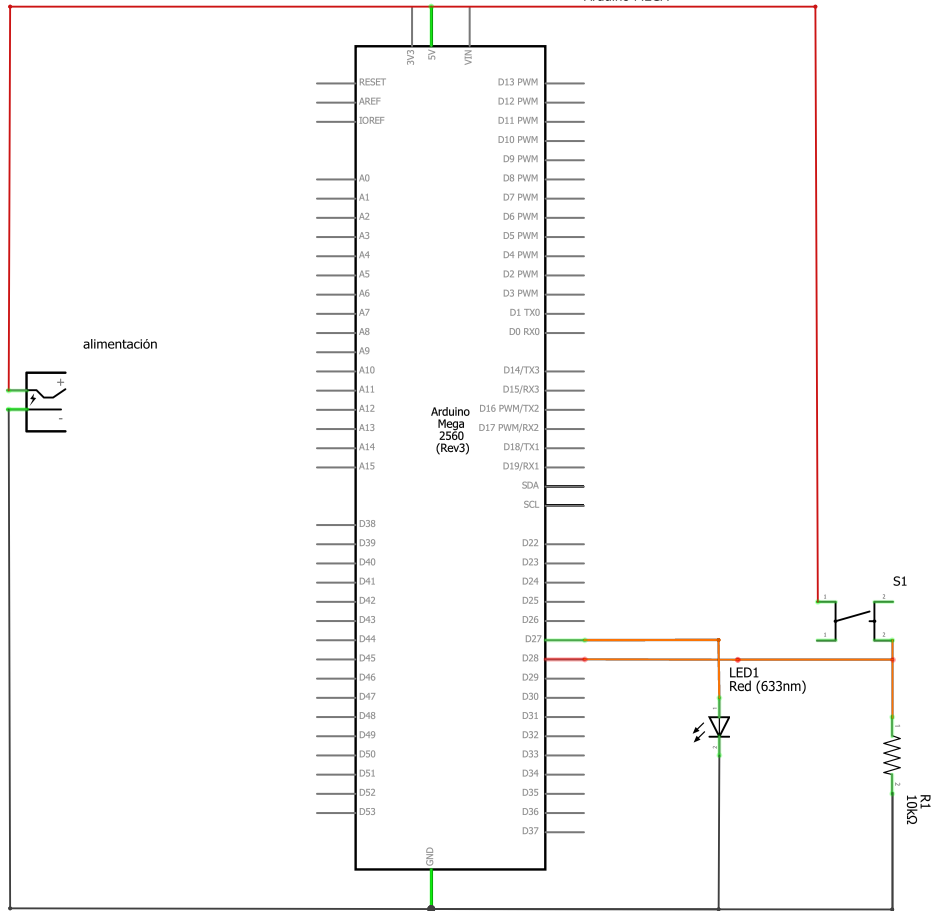 3V3
5V
VIN
RESET
AREF
IOREF
A0
A1
A2
A3
A4
A5
A6
A7
A8
A9
A10
A11
A12
A13
A14
A15
D38
D39
D40
D41
D42
D43
D44
D45
D46
D47
D48
D49
D50
D51
D52
D53
D13 PWM
D12 PWM
D11 PWM
D10 PWM
D9 PWM
D8 PWM
D7 PWM
D6 PWM
D5 PWM
D4 PWM
D2 PWM
D3 PWM
D1 TX0
D0 RX0
D14/TX3
D15/RX3
D16 PWM/TX2
D17 PWM/RX2
D18/TX1
D19/RX1
SDA
SCL
D22
D23
D24
D25
D26
D27
D28
D29
D30
D31
D32
D33
D34
D35
D36
D37
GND
Arduino
Mega
2560
(Rev3)
alimentación
+
-
S1
1
2
1
2
LED1
Red (633nm)
1
2
1
2
R1
10kΩ